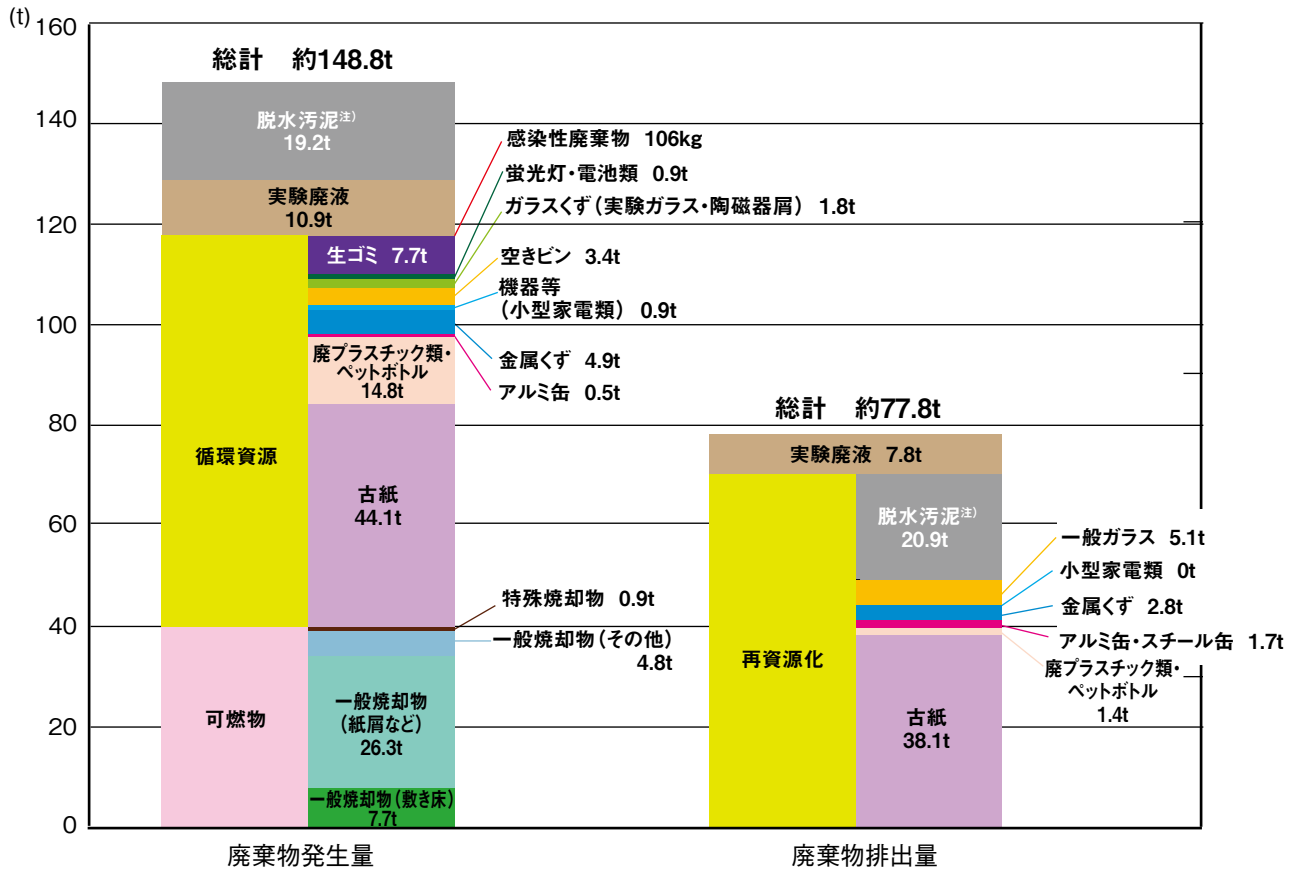 (t)
160
140
120
100
80
60
40
20
0
総計 約148.8t
脱水汚泥注)
19.2t
実験廃液
10.9t
循環資源
可燃物
生ゴミ 7.7t
廃プラスチック類・
ペットボトル
14.8t
古紙
44.1t
一般焼却物
(紙屑など)
26.3t
一般焼却物(敷き床)
7.7t
感染性廃棄物 106kg
蛍光灯・電池類 0.9t
ガラスくず(実験ガラス・陶磁器屑) 1.8t
空きビン 3.4t
機器等
(小型家電類) 0.9t
金属くず 4.9t
アルミ缶 0.5t
特殊焼却物 0.9t
一般焼却物(その他)
4.8t
廃棄物発生量
総計 約77.8t
実験廃液 7.8t
再資源化
脱水汚泥注)
20.9t
古紙
38.1t
一般ガラス 5.1t
小型家電類 0t
金属くず 2.8t
アルミ缶・スチール缶 1.7t
廃プラスチック類・
ペットボトル
1.4t
廃棄物排出量